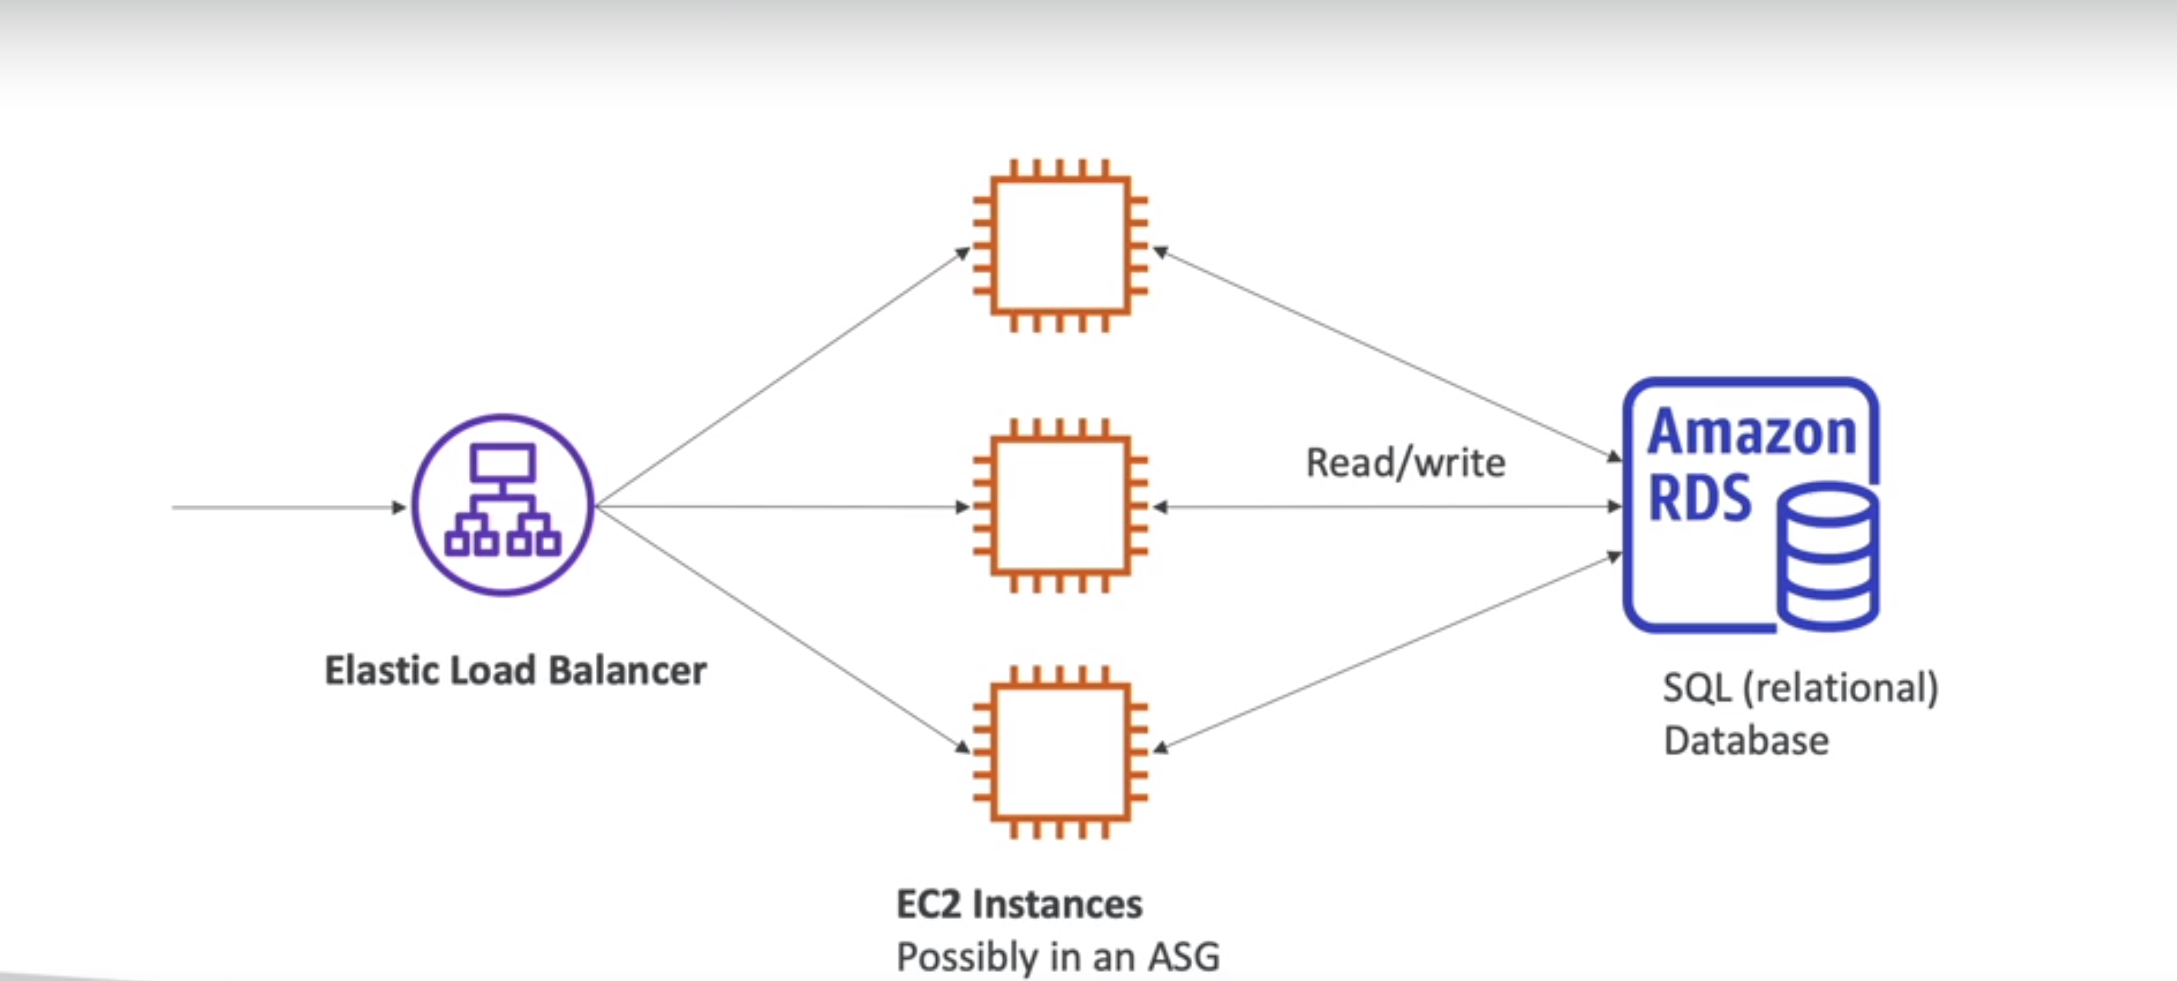 Read/write
Amazon
RDS
Elastic Load Balancer
SQL (relational)
Database
EC2 Instances
Possibly in an ASG